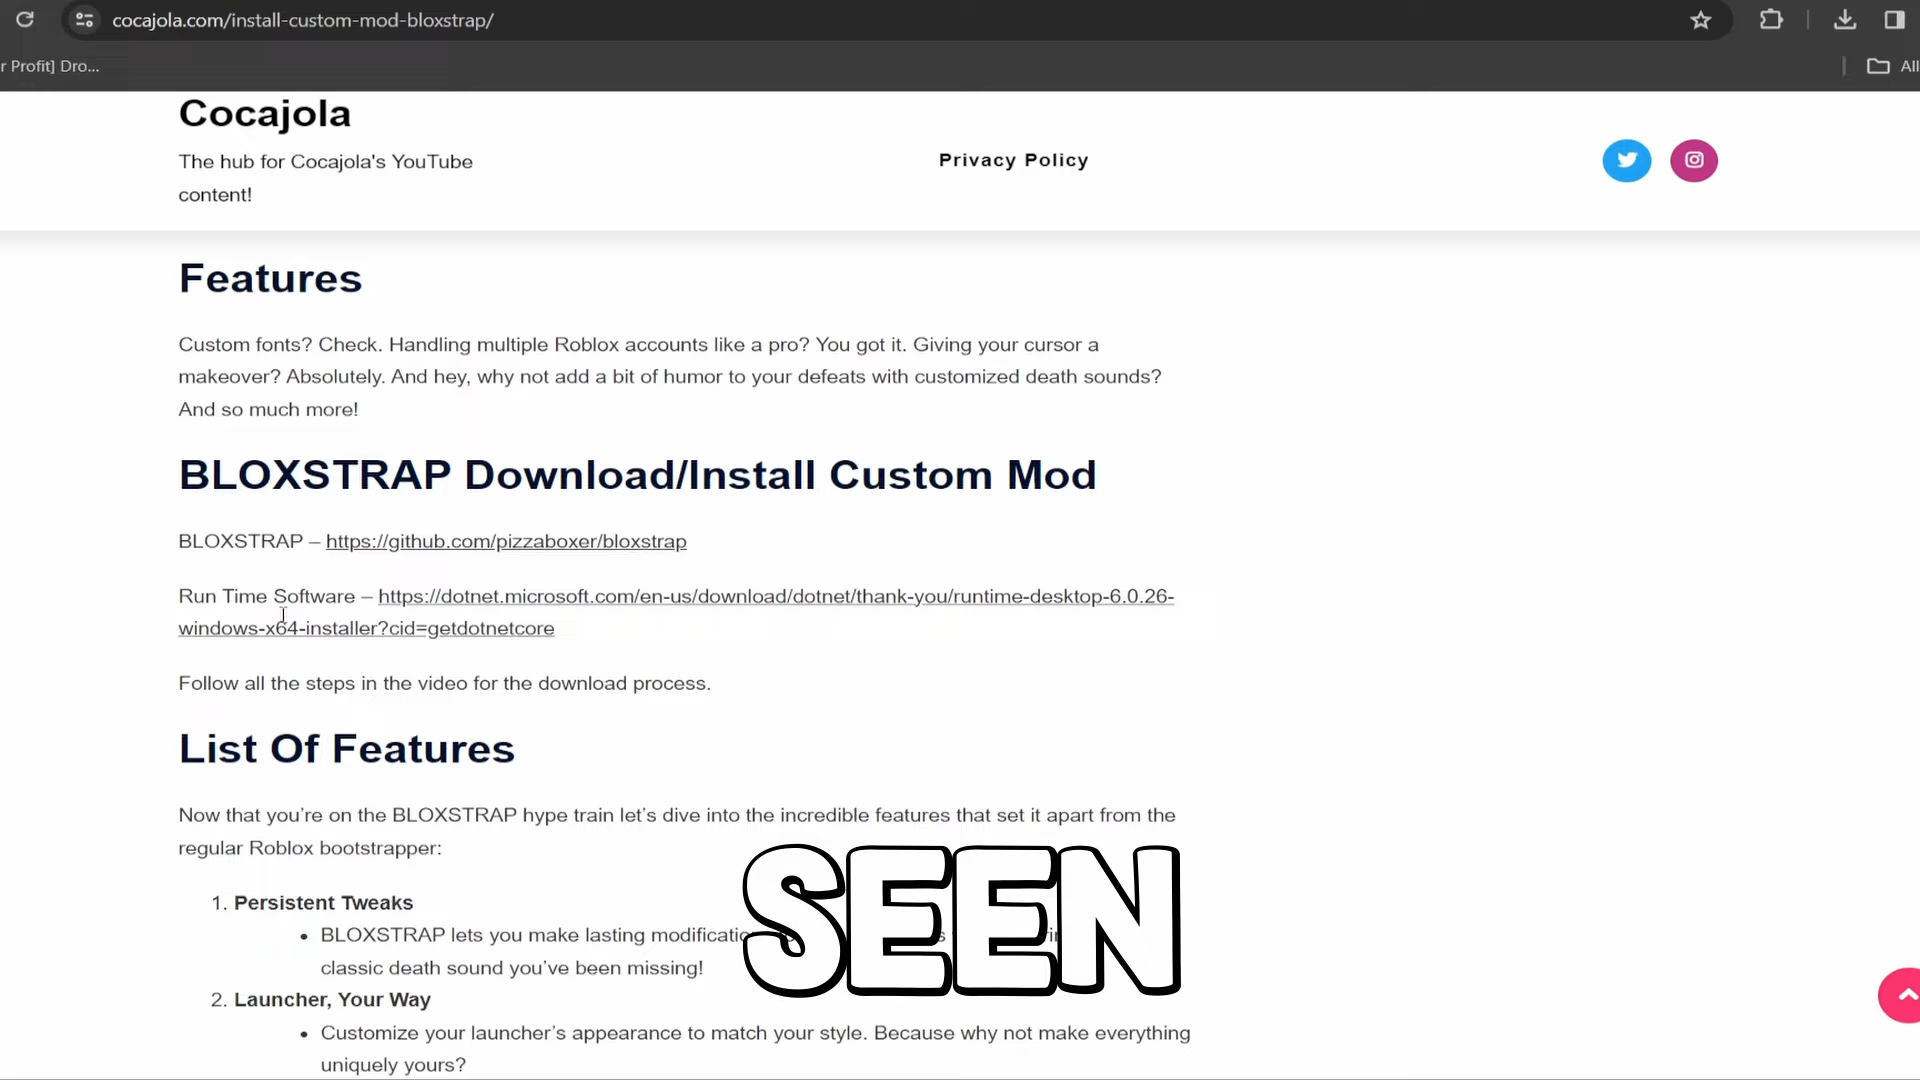 cocajola.com/install-custom-mod-bloxstrap/
r Profit] Dro...
All
Cocajola
The hub for Cocajola's YouTube
content!
Privacy Policy
Features
Custom fonts? Check. Handling multiple Roblox accounts like a pro? You got it. Giving your cursor a
makeover? Absolutely. And hey, why not add a bit of humor to your defeats with customized death sounds?
And so much more!
BLOXSTRAP Download/Install Custom Mod
BLOXSTRAP – https://github.com/pizzaboxer/bloxstrap
Run Time Software – https://dotnet.microsoft.com/en-us/download/dotnet/thank-you/runtime-desktop-6.0.26-
windows-x64-installer?cid=getdotnetcore
Follow all the steps in the video for the download process.
List Of Features
Now that you’re on the BLOXSTRAP hype train let’s dive into the incredible features that set it apart from the
regular Roblox bootstrapper:
1. Persistent Tweaks
• BLOXSTRAP lets you make lasting
classic death sound you’ve been missing!
SEEN
2. Launcher, Your Way
• Customize your launcher’s appearance to match your style. Because why not make everything
uniquely yours?